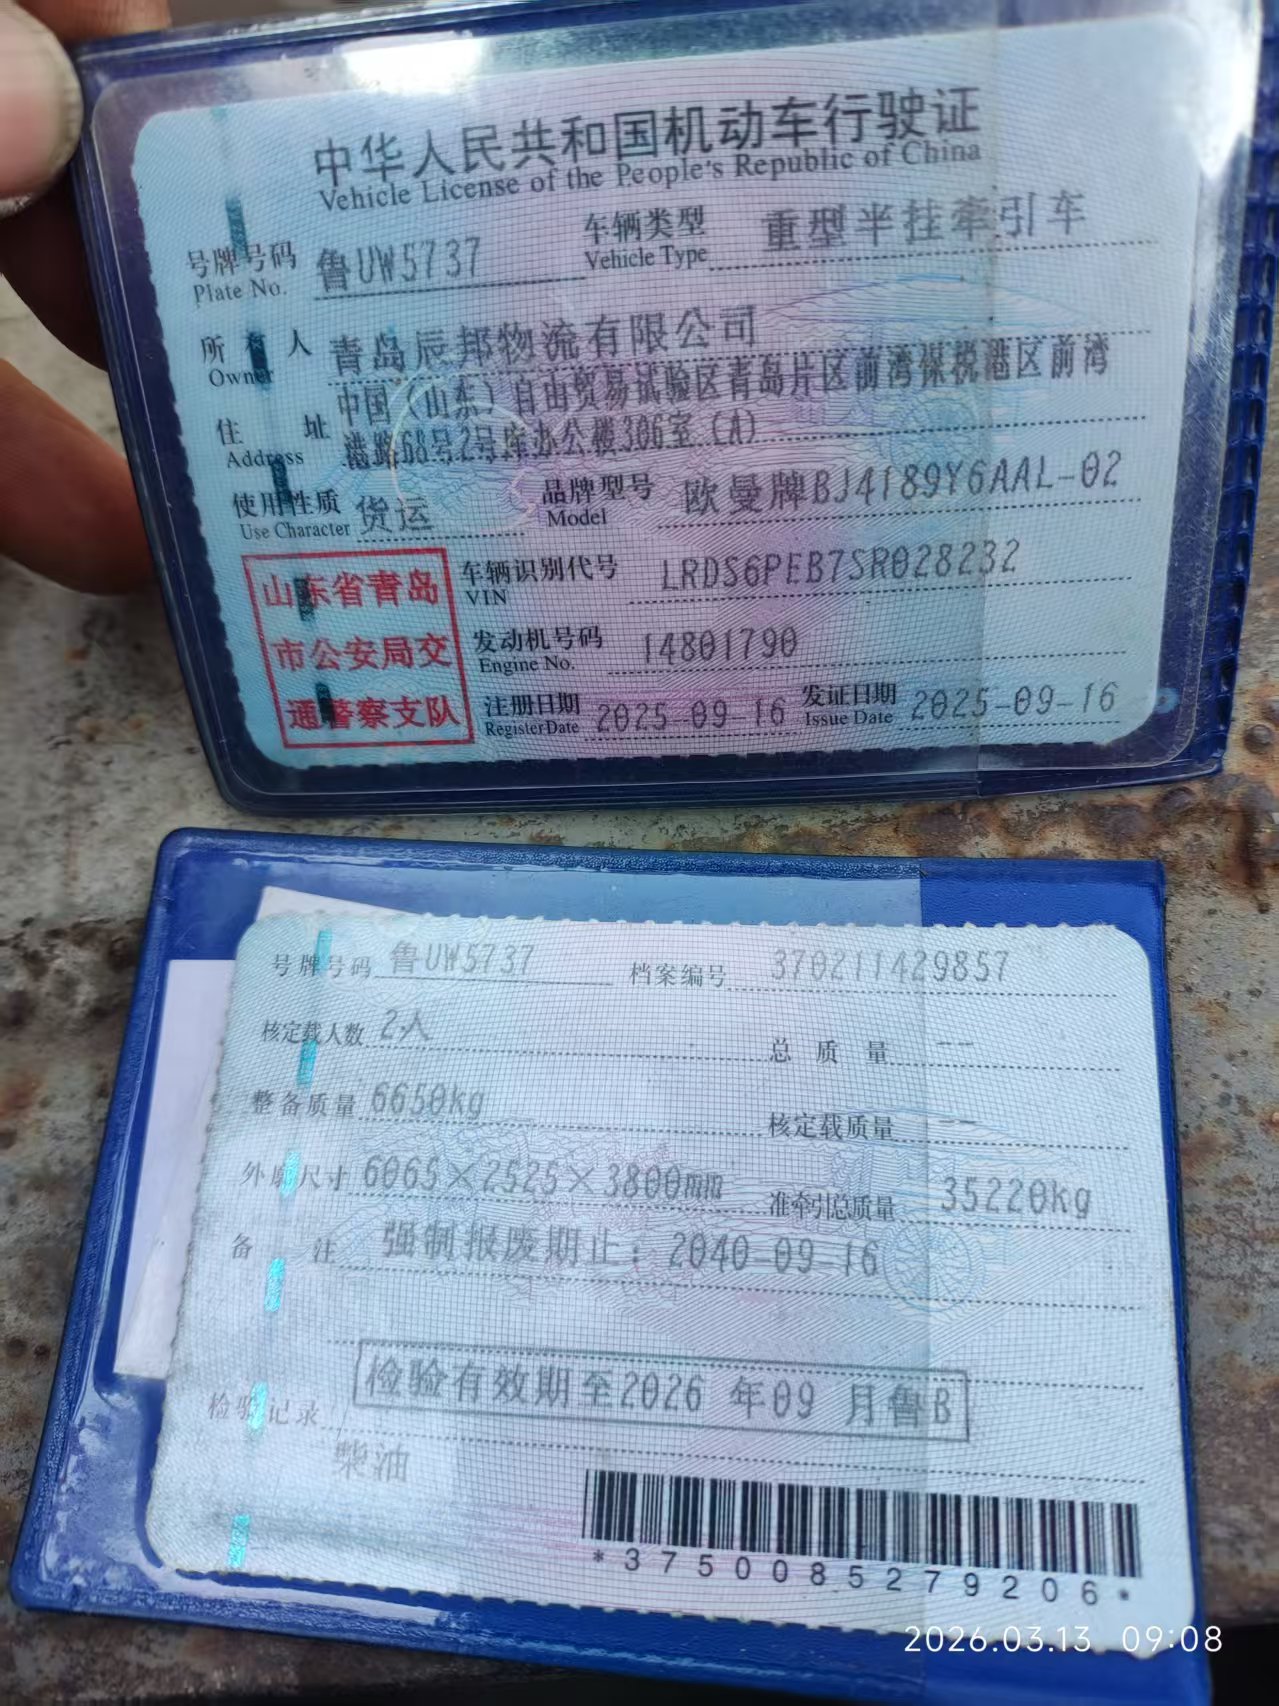 中华人民共和国机动车行驶证
Vehicle License of the People's Republic of China
号牌号码 鲁UW5737 车辆类型 重型半挂牵引车
Plate No. Vehicle Type
所有人 青岛辰邦物流有限公司
Owner
住址 中国（山东）自由贸易试验区青岛片区前湾保税港区前湾
Address 港路68号2号库办公楼306室（A）
使用性质 货运 品牌型号 欧曼牌BJ4189Y6AAL-02
Use Character Model
山东省青岛
市公安局交
通警察支队
车辆识别代号 LRDS6PEB7SR028232
VIN
发动机号码 14801790
Engine No.
注册日期 2025-09-16 发证日期 2025-09-16
Register Date Issue Date
号牌号码 鲁UW5737 档案编号 370211429857
核定载人数 2人 总质量 --
整备质量 6650kg 核定载质量 --
外廓尺寸 6065×2525×3800mm 准牵引总质量 35220kg
备注 强制报废期止：2040-09-16
检验有效期至2026 年09 月鲁B
检验记录
柴油
*3750085279206*
2026.03.13 09:08